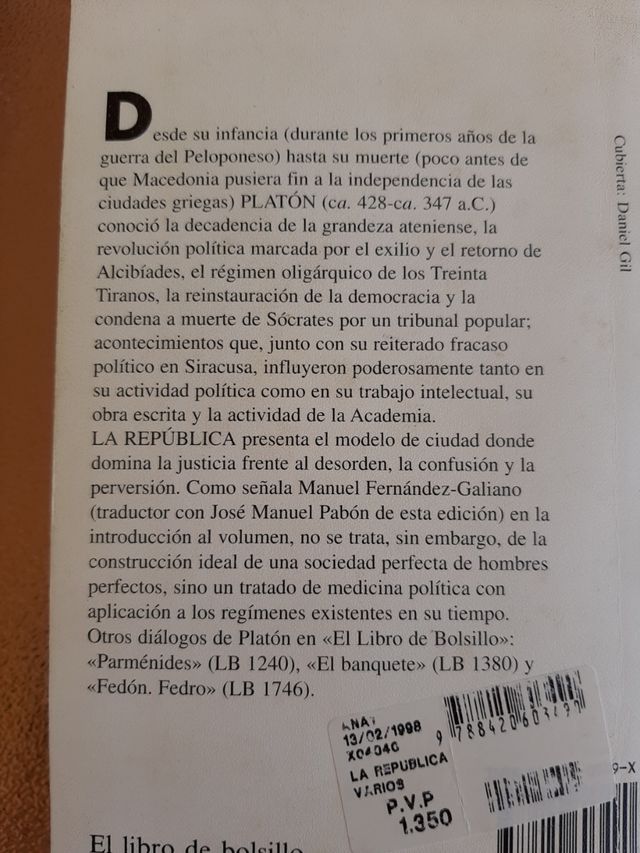 Desde su infancia (durante los primeros años de la
guerra del Peloponeso) hasta su muerte (poco antes de
que Macedonia pusiera fin a la independencia de las
ciudades griegas) PLATÓN (ca. 428-ca. 347 a.C.)
conoció la decadencia de la grandeza ateniense, la
revolución política marcada por el exilio y el retorno de
Alcibíades, el régimen oligárquico de los Treinta
Tiranos, la reinstauración de la democracia y la
condena a muerte de Sócrates por un tribunal popular;
acontecimientos que, junto con su reiterado fracaso
político en Siracusa, influyeron poderosamente tanto en
su actividad política como en su trabajo intelectual, su
obra escrita y la actividad de la Academia.
LA REPÚBLICA presenta el modelo de ciudad donde
domina la justicia frente al desorden, la confusión y la
perversión. Como señala Manuel Fernández-Galiano
(traductor con José Manuel Pabón de esta edición) en la
introducción al volumen, no se trata, sin embargo, de la
construcción ideal de una sociedad perfecta de hombres
perfectos, sino un tratado de medicina política con
aplicación a los regímenes existentes en su tiempo.
Otros diálogos de Platón en «El Libro de Bolsillo»:
«Parménides» (LB 1240), «El banquete» (LB 1380) y
«Fedón. Fedro» (LB 1746).
Cubierta: Daniel Gil
13/02/1998
LA REPUBLICA
VARIOS
P.V.P
1.350
9-X
El libro de bolsillo